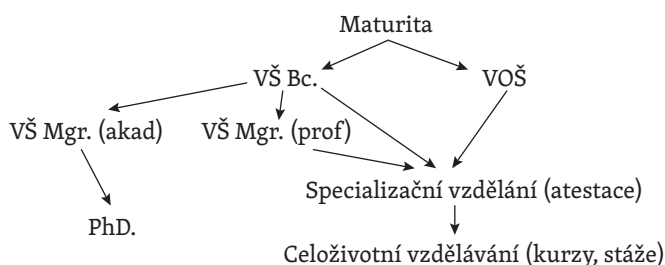 Maturita
VŠ Bc.
VOŠ
VŠ Mgr. (akad)
VŠ Mgr. (prof)
Specializační vzdělání (atestace)
PhD.
Celoživotní vzdělávání (kurzy, stáže)